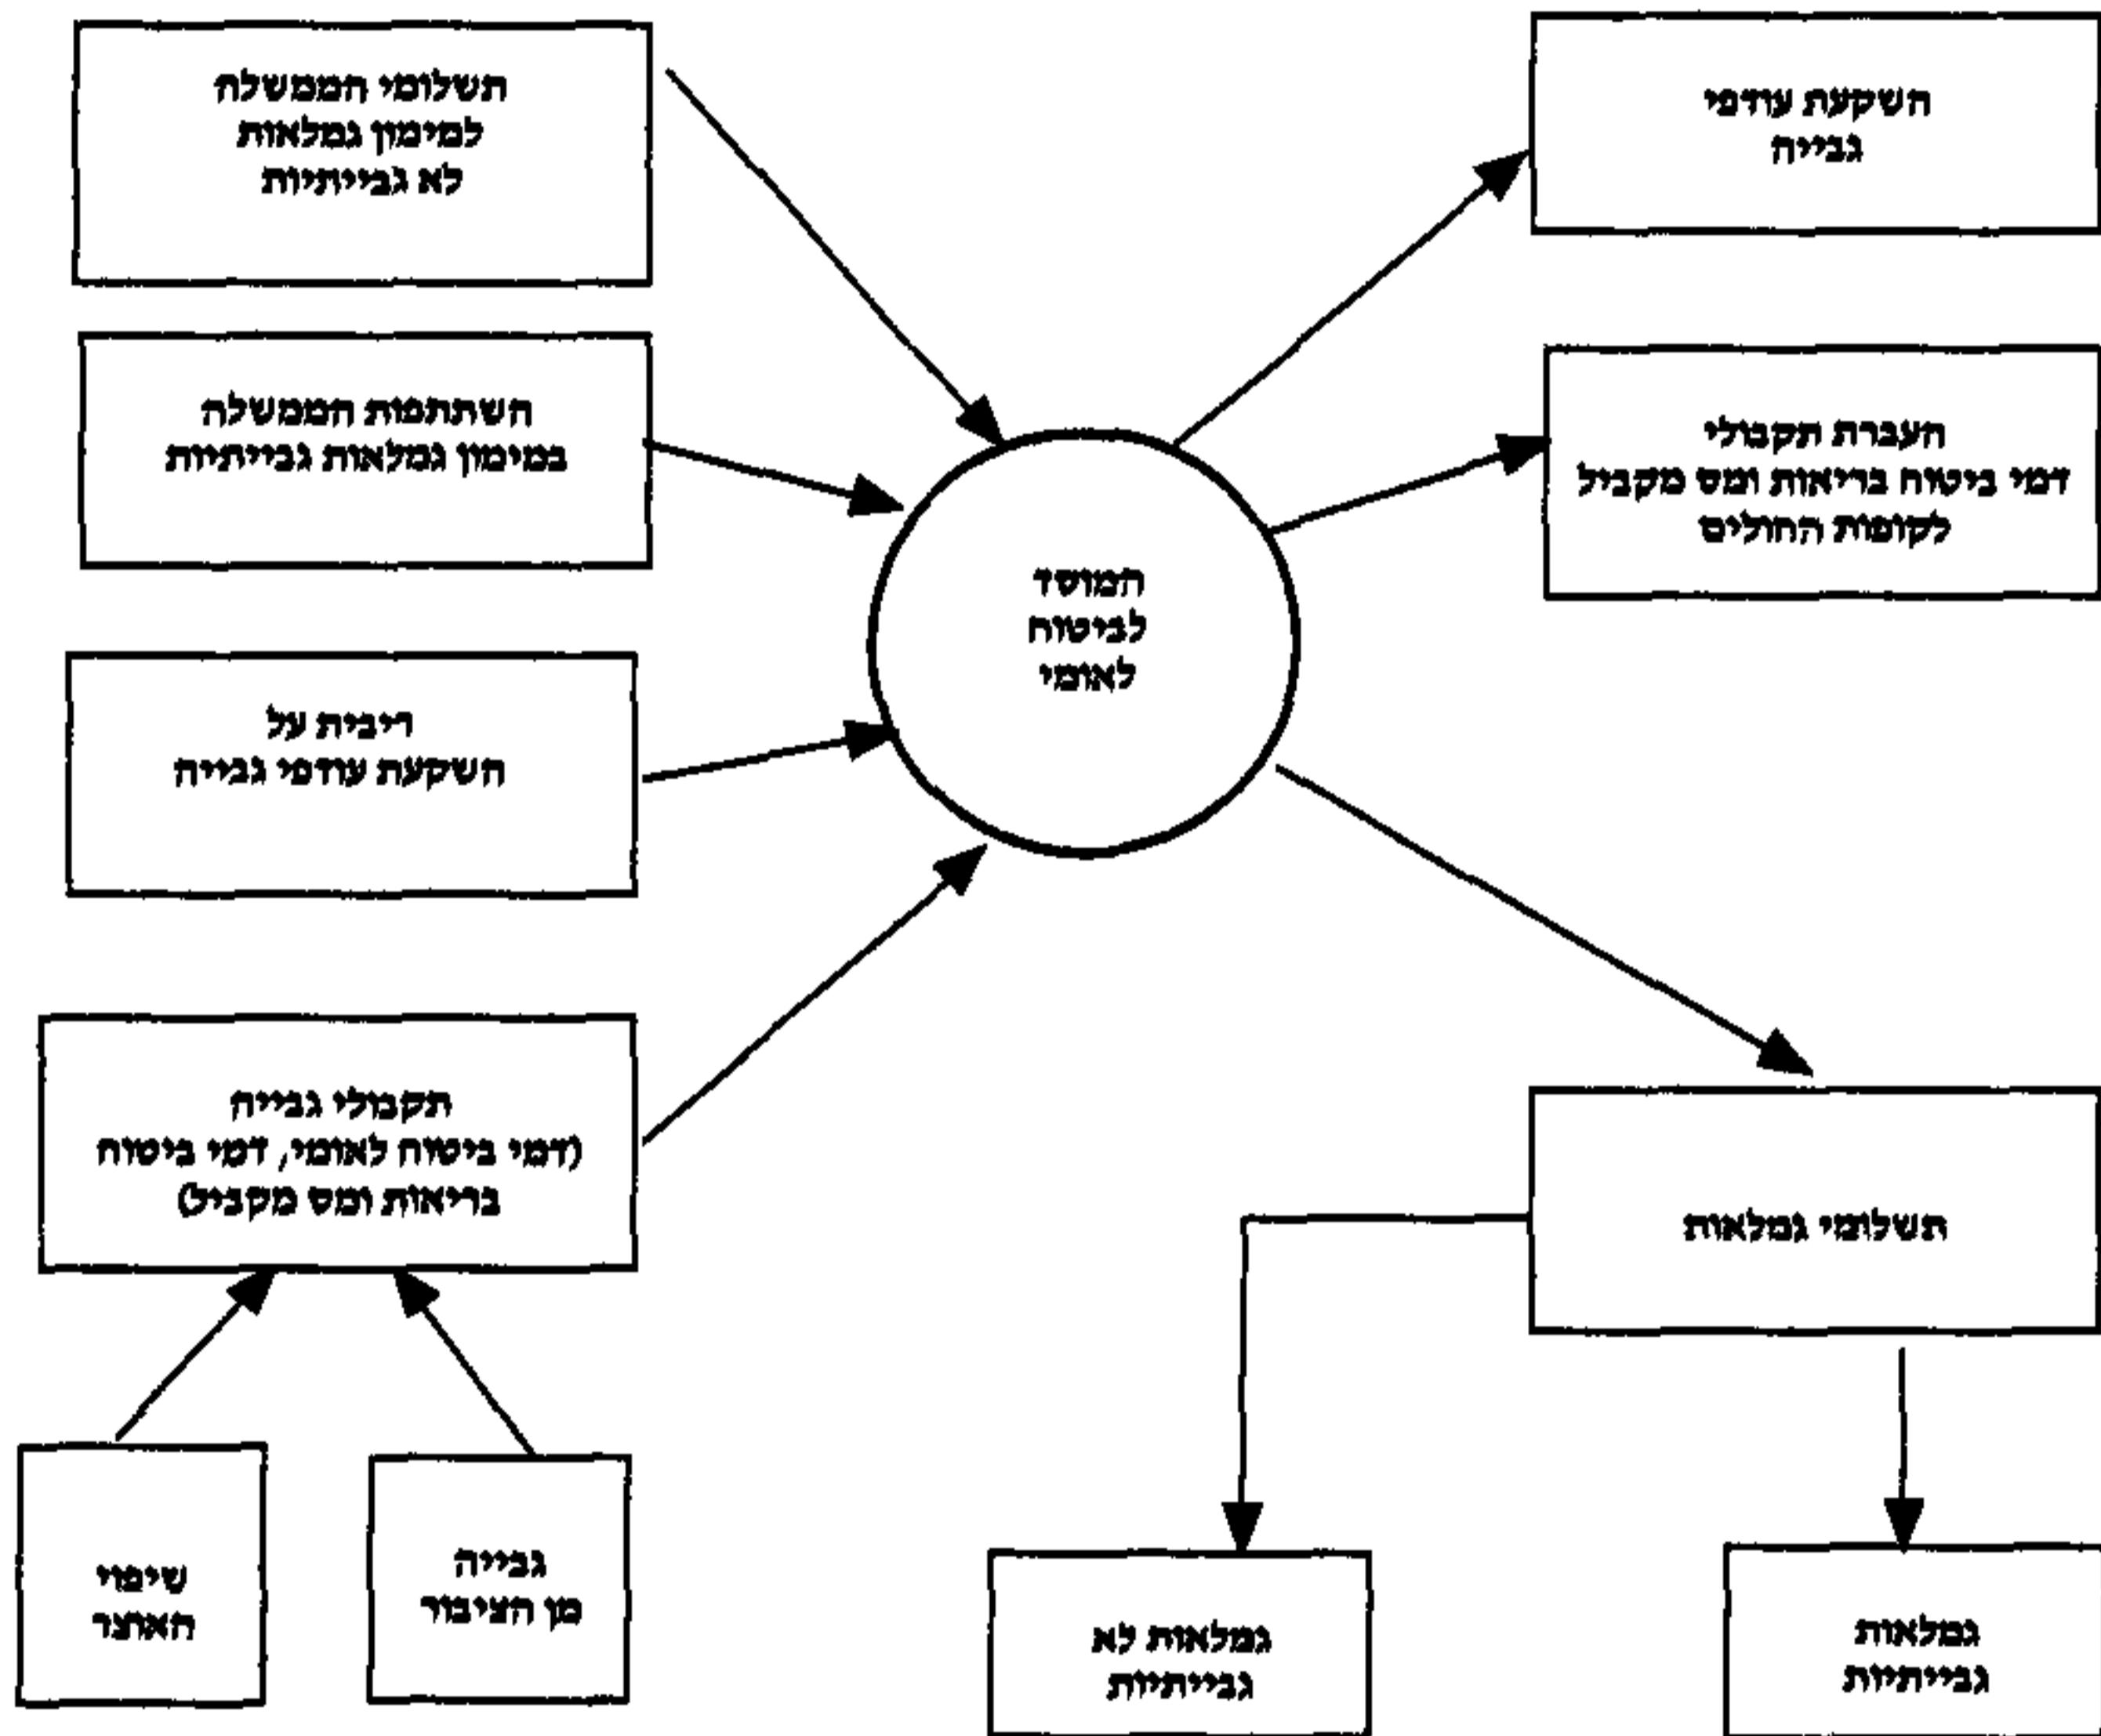 תשלומי הממשלה
למימון גמלאות
לא גבייתיות
השקעת עודפי
גבייה
השתתפות הממשלה
במימון גמלאות גבייתיות
העברת תקבולי
דמי ביטוח בריאות ומס מקביל
לקופות החולים
המוסד
לביטוח
לאומי
ריבית על
השקעת עודפי גבייה
תקבולי גבייה
(דמי ביטוח לאומי, דמי ביטוח
בריאות ומס מקביל)
תשלומי גמלאות
שיפוי
האוצר
גבייה
מן הציבור
גמלאות לא
גבייתיות
גמלאות
גבייתיות